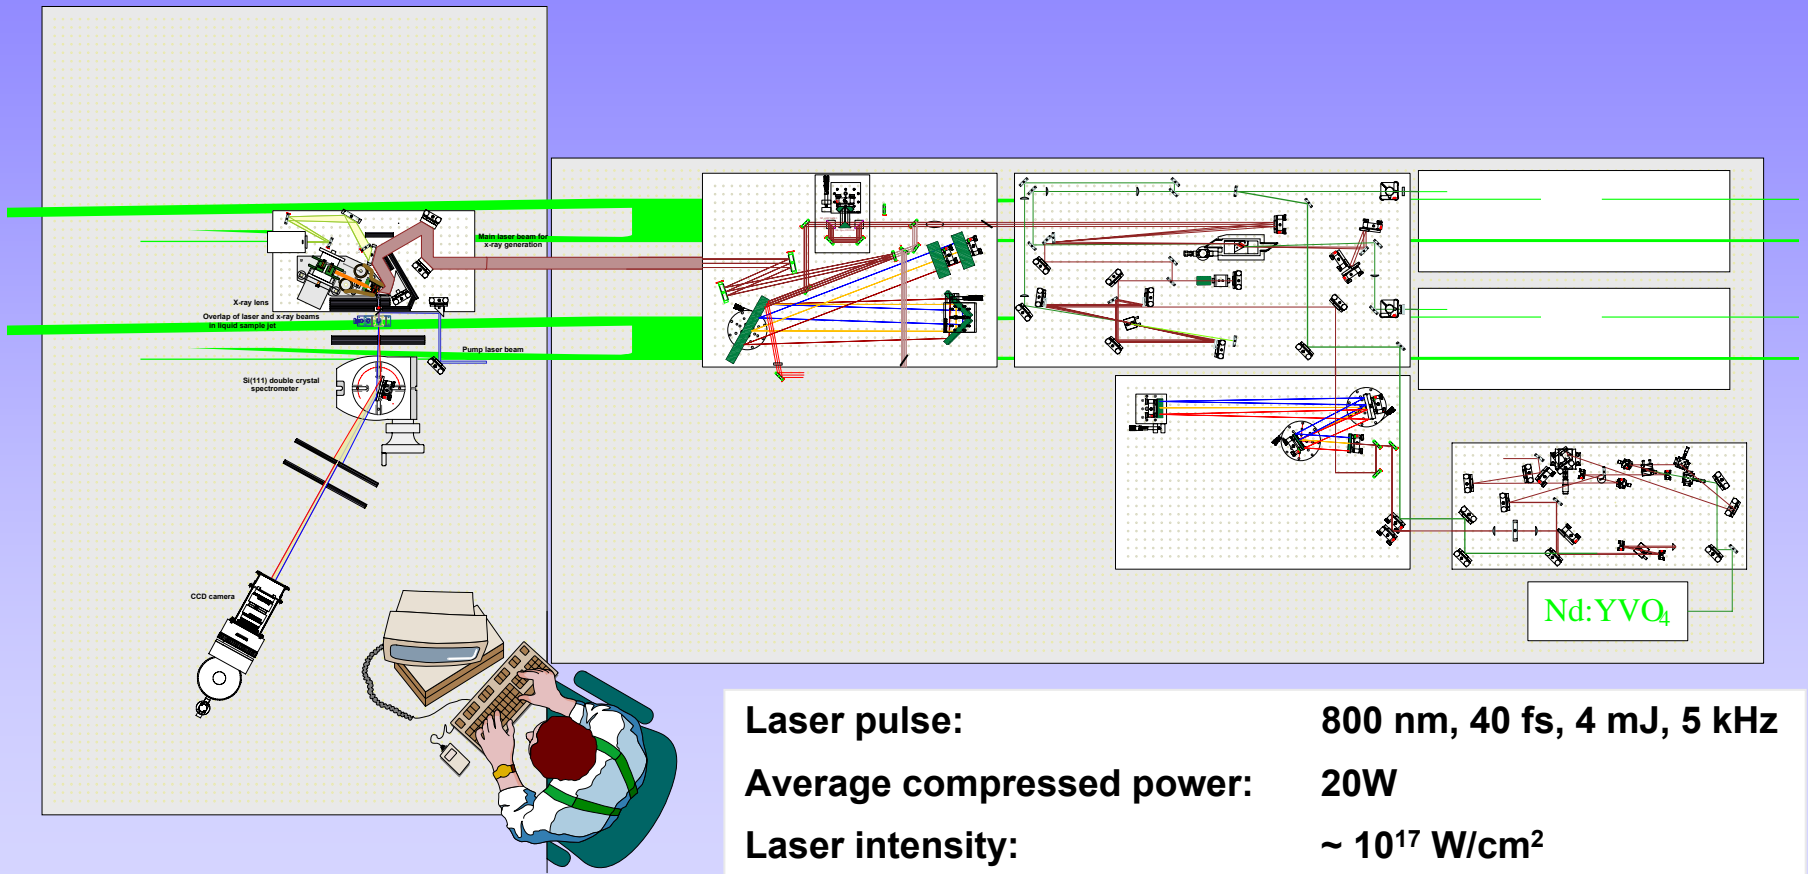 Main laser beam for
x-ray generation
X-ray lens
Overlap of laser and x-ray beams
In liquid sample jet
Pump laser beam
Si(111) double crystal
spectrometer
CCD camera
Nd:YVO4
Laser pulse: 800 nm, 40 fs, 4 mJ, 5 kHz
Average compressed power: 20W
Laser intensity: ~ 10¹⁷ W/cm²